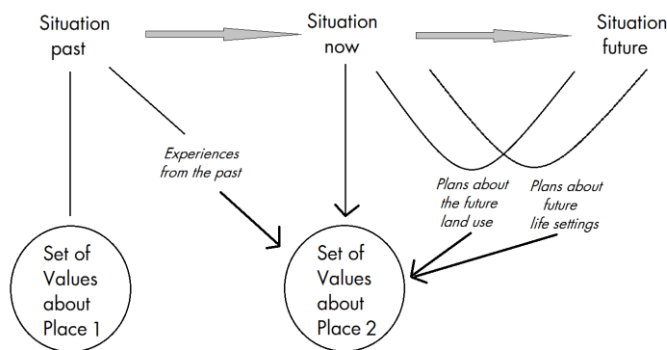 Situation
past
Situation
now
Situation
future
Experiences
from the past
Plans about
the future
land use
Plans about
future
life settings
Set of
Values
about
Place 1
Set of
Values
about
Place 2